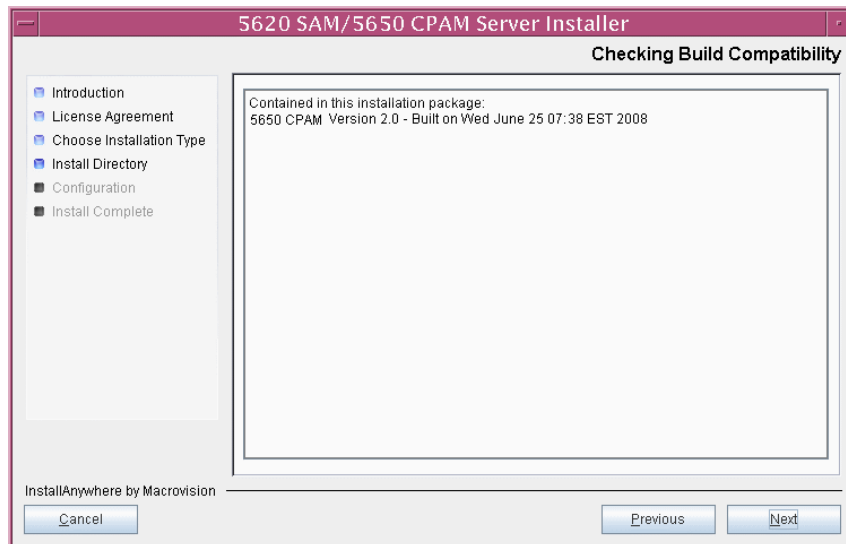 5620 SAM/5650 CPAM Server Installer
Checking Build Compatibility
Introduction
License Agreement
Choose Installation Type
Install Directory
Configuration
Install Complete
Contained in this installation package:
5650 CPAM Version 2.0 - Built on Wed June 25 07:38 EST 2008
InstallAnywhere by Macrovision
Cancel
Previous
Next